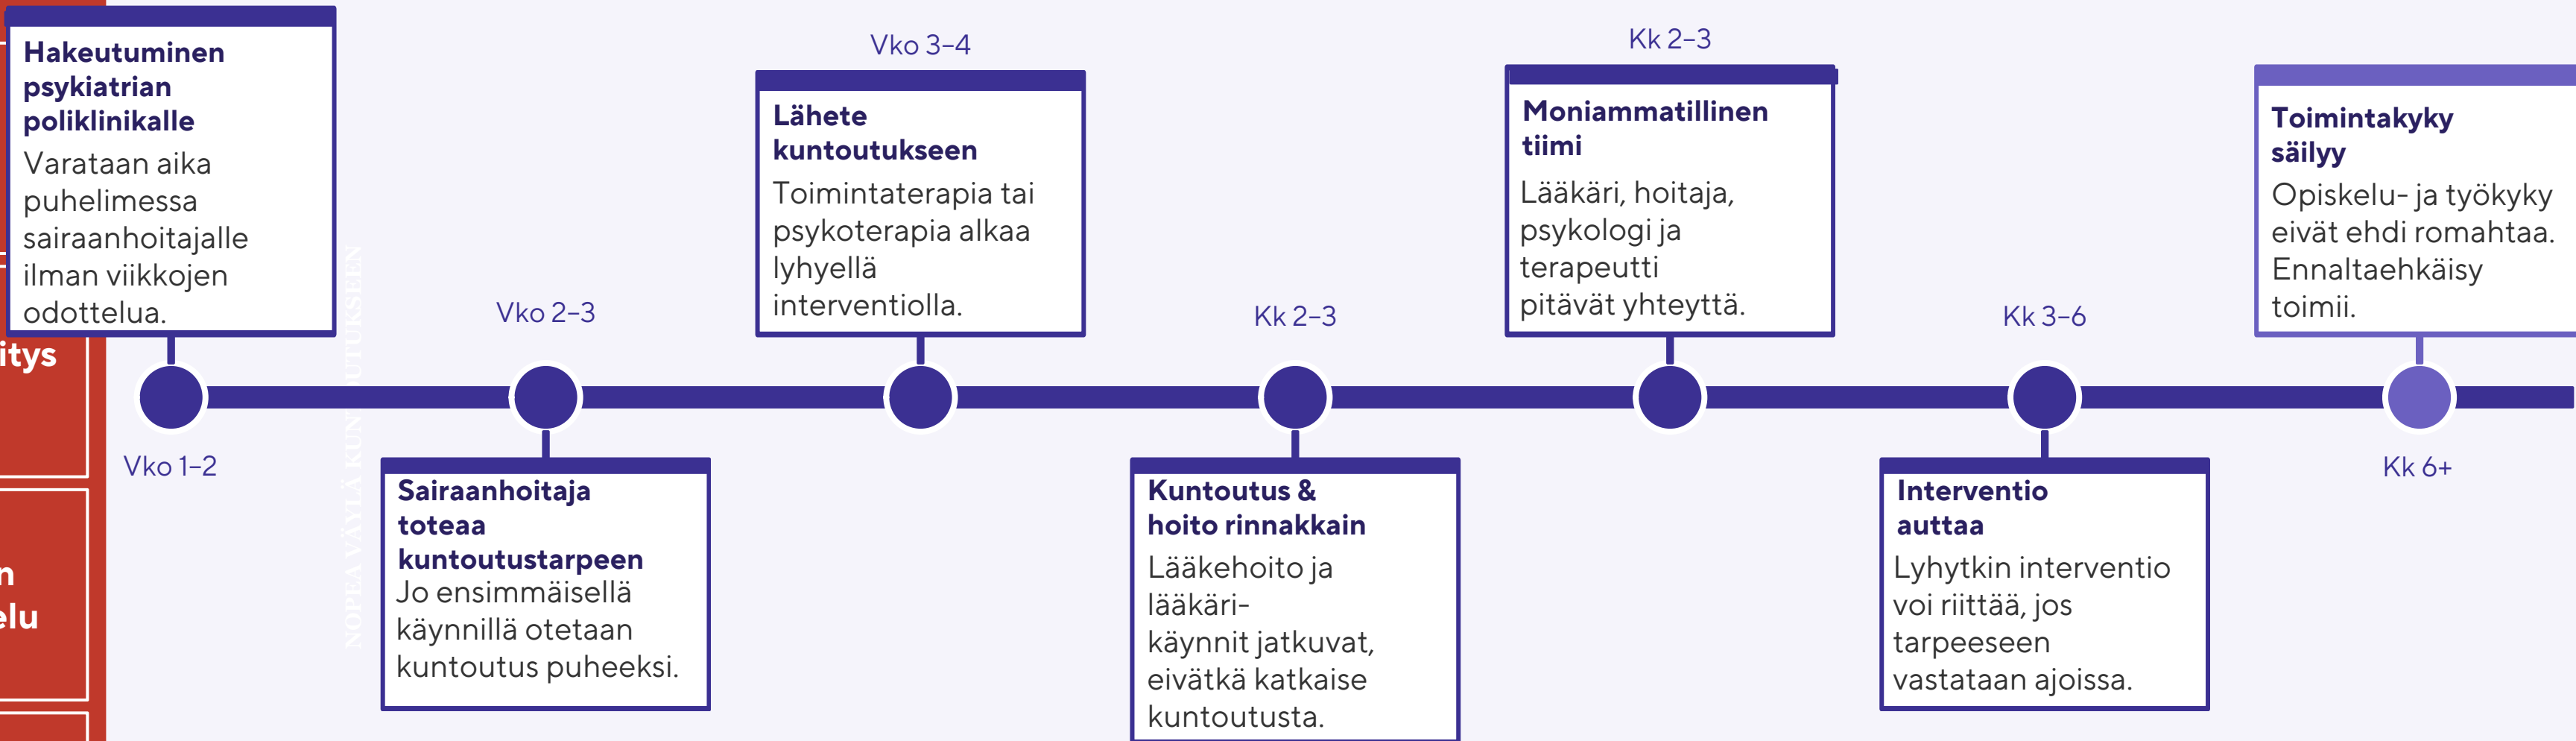 Hakeutuminen
psykiatrian
poliklinikalle
Varataan aika
puhelimessa
sairaanhoitajalle
ilman viikkojen
odottelua.
Vko 1–2
itys
n
elu
NOPEA VÄYLÄ KUNTOUTUKSEEN
Vko 2–3
Sairaanhoitaja
toteaa
kuntoutustarpeen
Jo ensimmäisellä
käynnillä otetaan
kuntoutus puheeksi.
Vko 3–4
Lähete
kuntoutukseen
Toimintaterapia tai
psykoterapia alkaa
lyhyellä
interventiolla.
Kk 2–3
Kuntoutus &
hoito rinnakkain
Lääkehoito ja
lääkäri-
käynnit jatkuvat,
eivätkä katkaise
kuntoutusta.
Kk 2–3
Moniammatillinen
tiimi
Lääkäri, hoitaja,
psykologi ja
terapeutti
pitävät yhteyttä.
Kk 3–6
Interventio
auttaa
Lyhytkin interventio
voi riittää, jos
tarpeeseen
vastataan ajoissa.
Toimintakyky
säilyy
Opiskelu- ja työkyky
eivät ehdi romahtaa.
Ennaltaehkäisy
toimii.
Kk 6+